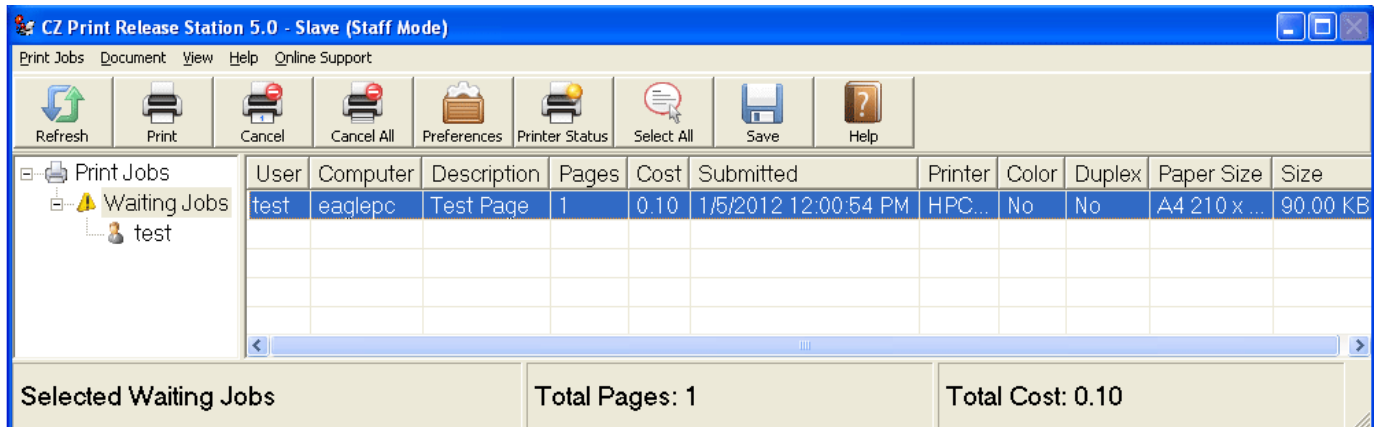 CZ Print Release Station 5.0 - Slave (Staff Mode)
Print Jobs Document View Help Online Support
Refresh Print Cancel Cancel All Preferences Printer Status Select All Save Help
Print Jobs
Waiting Jobs
test
User Computer Description Pages Cost Submitted Printer Color Duplex Paper Size Size
test eaglepc Test Page 1 0.10 1/5/2012 12:00:54 PM HPC... No No A4 210 x ... 90.00 KB
Selected Waiting Jobs Total Pages: 1 Total Cost: 0.10